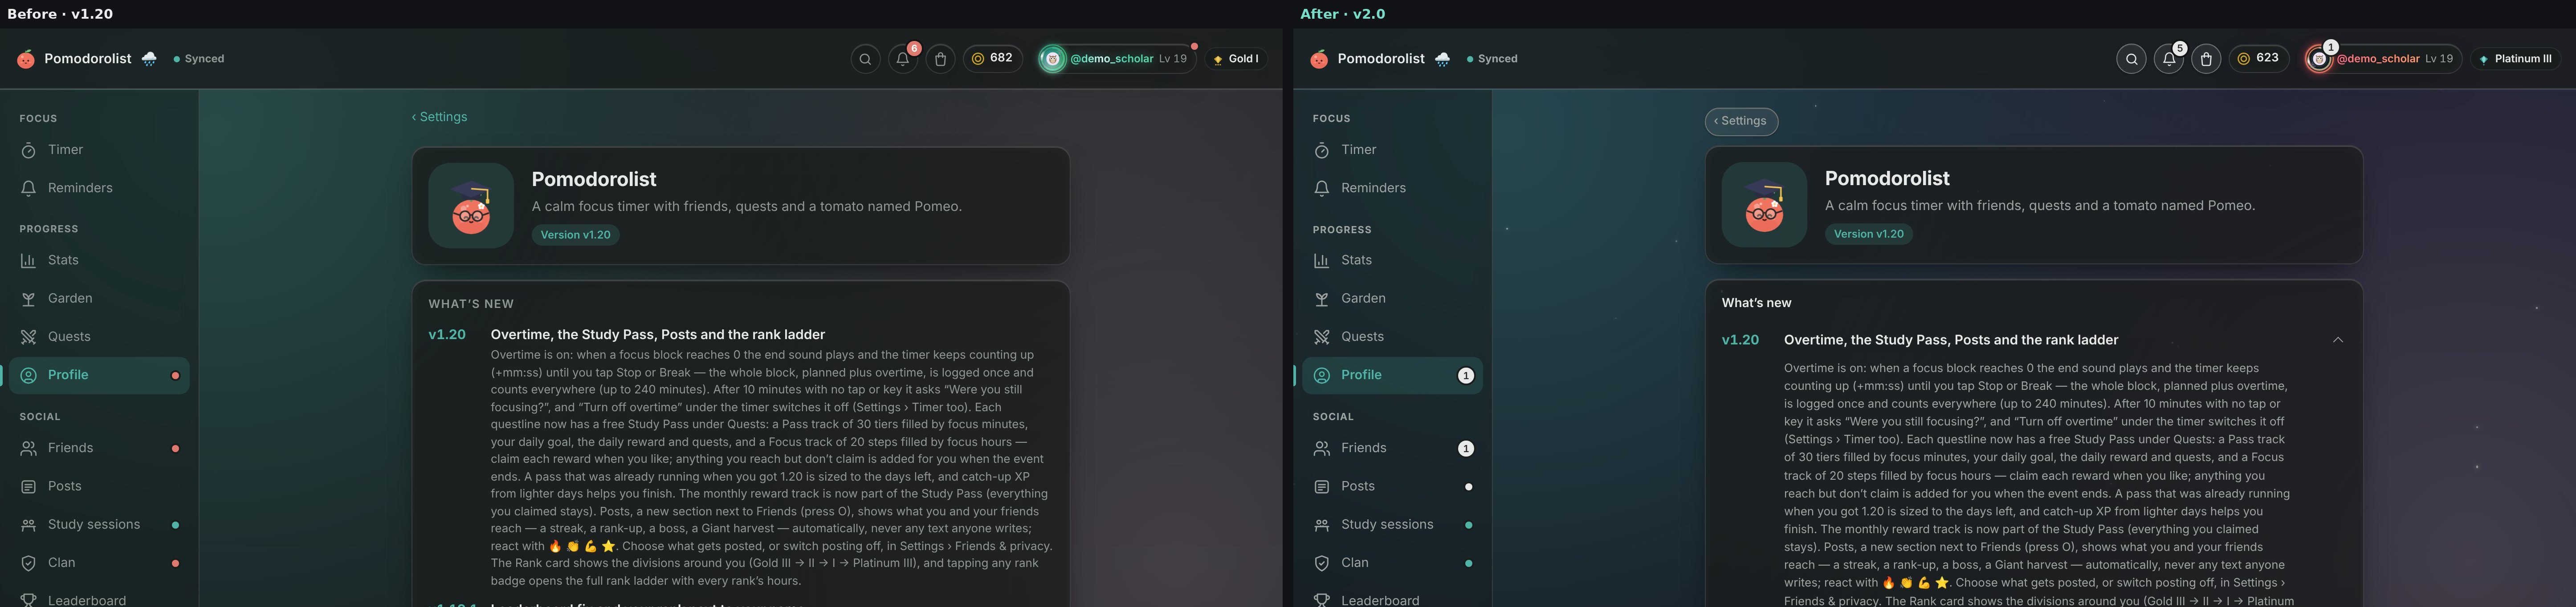 Before · v1.20
Pomodorolist
Synced
6
682
@demo_scholar Lv 19
Gold I
FOCUS
Timer
Reminders
PROGRESS
Stats
Garden
Quests
Profile
SOCIAL
Friends
Posts
Study sessions
Clan
Leaderboard
‹ Settings
Pomodorolist
A calm focus timer with friends, quests and a tomato named Pomeo.
Version v1.20
WHAT’S NEW
v1.20 Overtime, the Study Pass, Posts and the rank ladder
Overtime is on: when a focus block reaches 0 the end sound plays and the timer keeps counting up
(+mm:ss) until you tap Stop or Break — the whole block, planned plus overtime, is logged once and
counts everywhere (up to 240 minutes). After 10 minutes with no tap or key it asks “Were you still
focusing?”, and “Turn off overtime” under the timer switches it off (Settings › Timer too). Each
questline now has a free Study Pass under Quests: a Pass track of 30 tiers filled by focus minutes,
your daily goal, the daily reward and quests, and a Focus track of 20 steps filled by focus hours —
claim each reward when you like; anything you reach but don’t claim is added for you when the event
ends. A pass that was already running when you got 1.20 is sized to the days left, and catch-up XP
from lighter days helps you finish. The monthly reward track is now part of the Study Pass (everything
you claimed stays). Posts, a new section next to Friends (press O), shows what you and your friends
reach — a streak, a rank-up, a boss, a Giant harvest — automatically, never any text anyone writes;
react with 🔥 👏 💪 ⭐. Choose what gets posted, or switch posting off, in Settings › Friends & privacy.
The Rank card shows the divisions around you (Gold III → II → I → Platinum III), and tapping any rank
badge opens the full rank ladder with every rank’s hours.
After · v2.0
Pomodorolist
Synced
5
623
1
@demo_scholar Lv 19
Platinum III
FOCUS
Timer
Reminders
PROGRESS
Stats
Garden
Quests
Profile 1
SOCIAL
Friends 1
Posts
Study sessions
Clan
Leaderboard
‹ Settings
Pomodorolist
A calm focus timer with friends, quests and a tomato named Pomeo.
Version v1.20
What’s new
v1.20 Overtime, the Study Pass, Posts and the rank ladder
Overtime is on: when a focus block reaches 0 the end sound plays and the timer keeps
counting up (+mm:ss) until you tap Stop or Break — the whole block, planned plus overtime,
is logged once and counts everywhere (up to 240 minutes). After 10 minutes with no tap or
key it asks “Were you still focusing?”, and “Turn off overtime” under the timer switches it off
(Settings › Timer too). Each questline now has a free Study Pass under Quests: a Pass track
of 30 tiers filled by focus minutes, your daily goal, the daily reward and quests, and a Focus
track of 20 steps filled by focus hours — claim each reward when you like; anything you
reach but don’t claim is added for you when the event ends. A pass that was already running
when you got 1.20 is sized to the days left, and catch-up XP from lighter days helps you
finish. The monthly reward track is now part of the Study Pass (everything you claimed
stays). Posts, a new section next to Friends (press O), shows what you and your friends
reach — a streak, a rank-up, a boss, a Giant harvest — automatically, never any text anyone
writes; react with 🔥 👏 💪 ⭐. Choose what gets posted, or switch posting off, in Settings ›
Friends & privacy. The Rank card shows the divisions around you (Gold III → II → I → Platinum